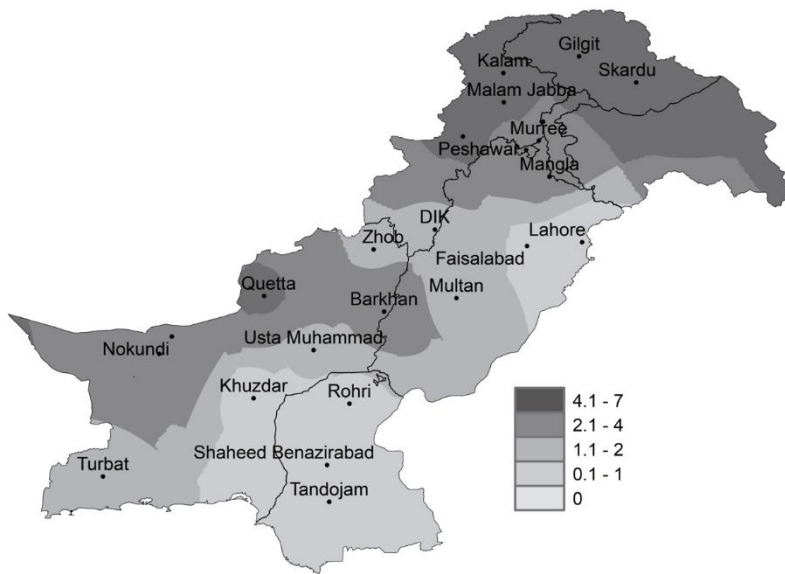 Gilgit
Kalam
Skardu
Malam Jabba
Murree
Peshawar
Mangla
DIK
Zhob
Lahore
Faisalabad
Quetta
Multan
Barkhan
Usta Muhammad
Nokundi
Khuzdar
Rohri
4.1 - 7
2.1 - 4
1.1 - 2
0.1 - 1
0
Shaheed Benazirabad
Turbat
Tandojam